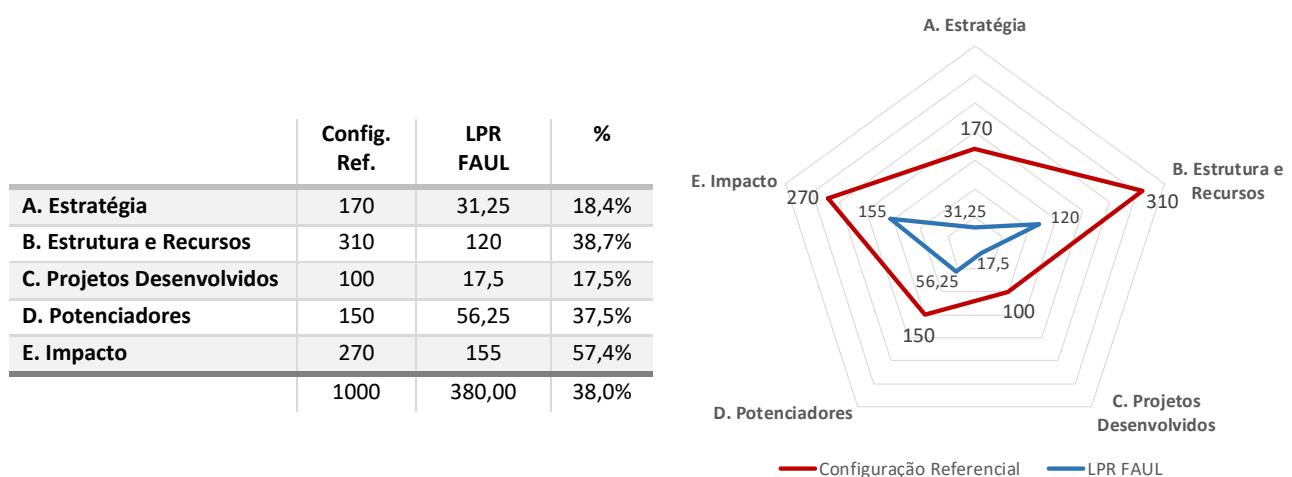 Config. Ref. LPR FAUL %
A. Estratégia 170 31,25 18,4%
B. Estrutura e Recursos 310 120 38,7%
C. Projetos Desenvolvidos 100 17,5 17,5%
D. Potenciadores 150 56,25 37,5%
E. Impacto 270 155 57,4%
1000 380,00 38,0%
A. Estratégia
170
E. Impacto
B. Estrutura e
Recursos
270
310
155
31,25
120
17,5
56,25
100
150
D. Potenciadores
C. Projetos
Desenvolvidos
Configuração Referencial
LPR FAUL